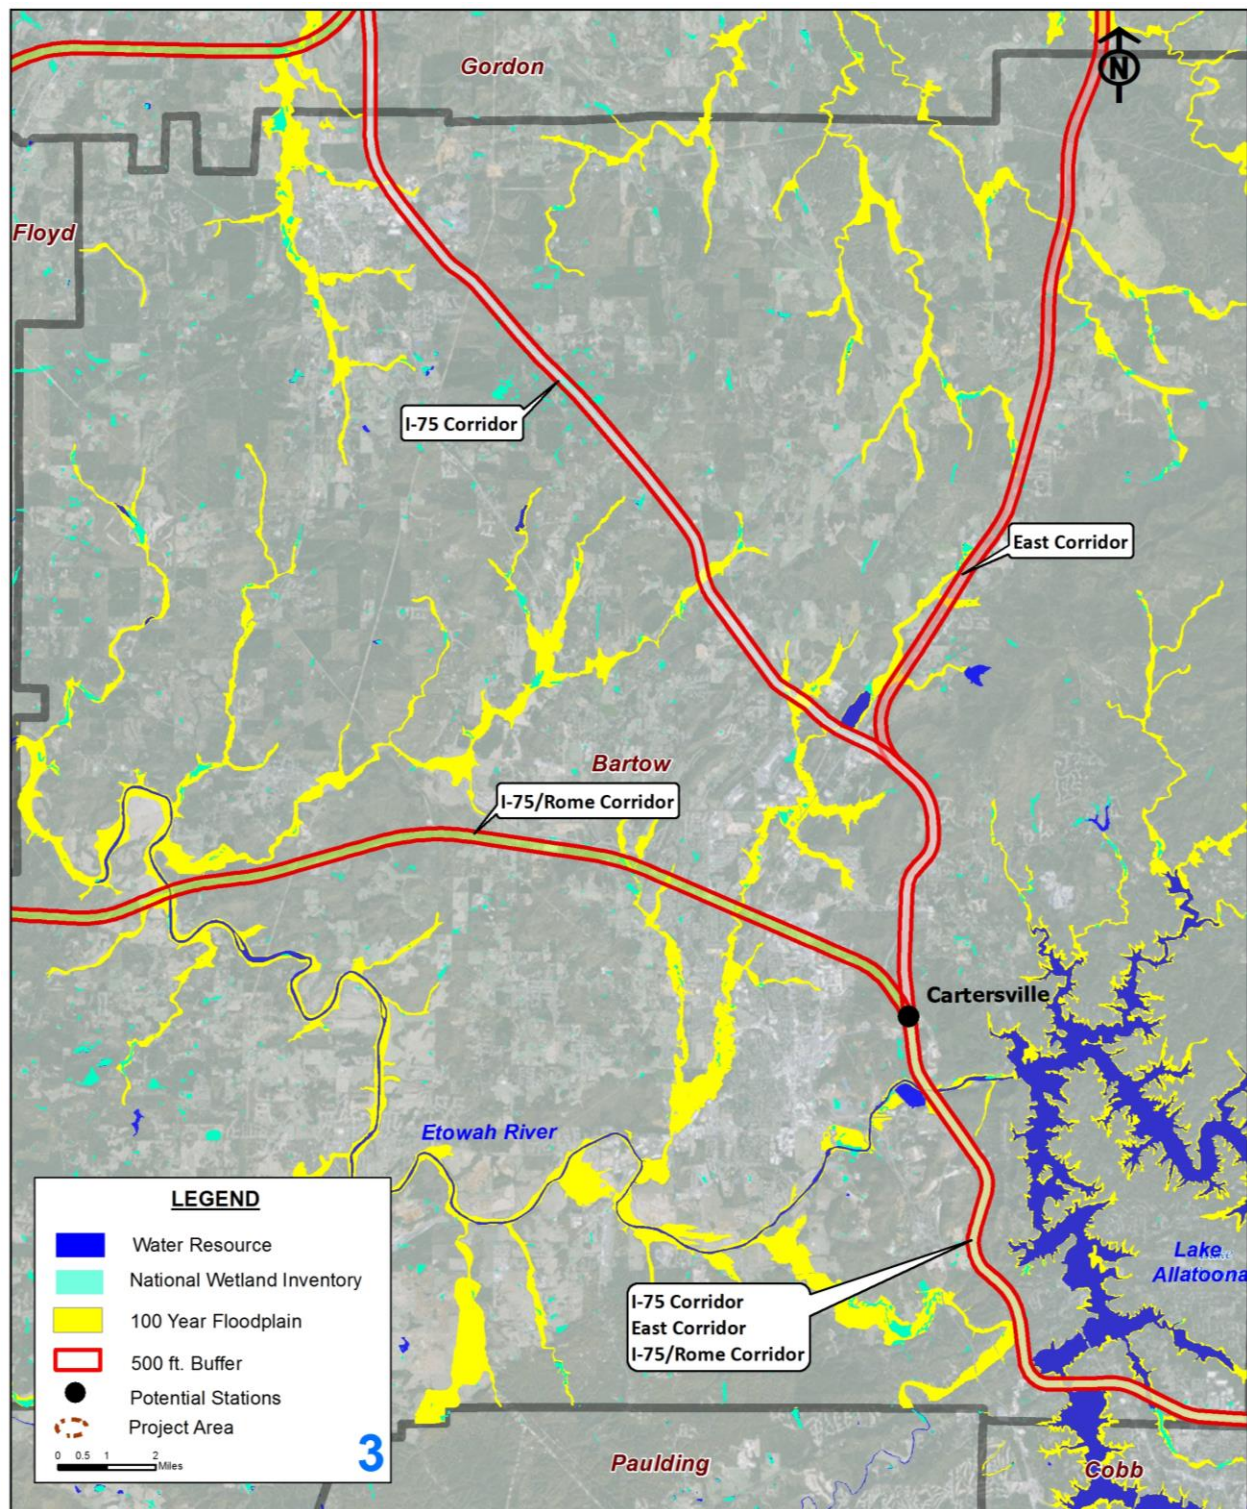 Gordon
N
Floyd
I-75 Corridor
East Corridor
Bartow
I-75/Rome Corridor
Cartersville
Etowah River
Lake
Allatoona
I-75 Corridor
East Corridor
I-75/Rome Corridor
LEGEND
Water Resource
National Wetland Inventory
100 Year Floodplain
500 ft. Buffer
Potential Stations
Project Area
0 0.5 1 2
Miles
3
Paulding
Cobb